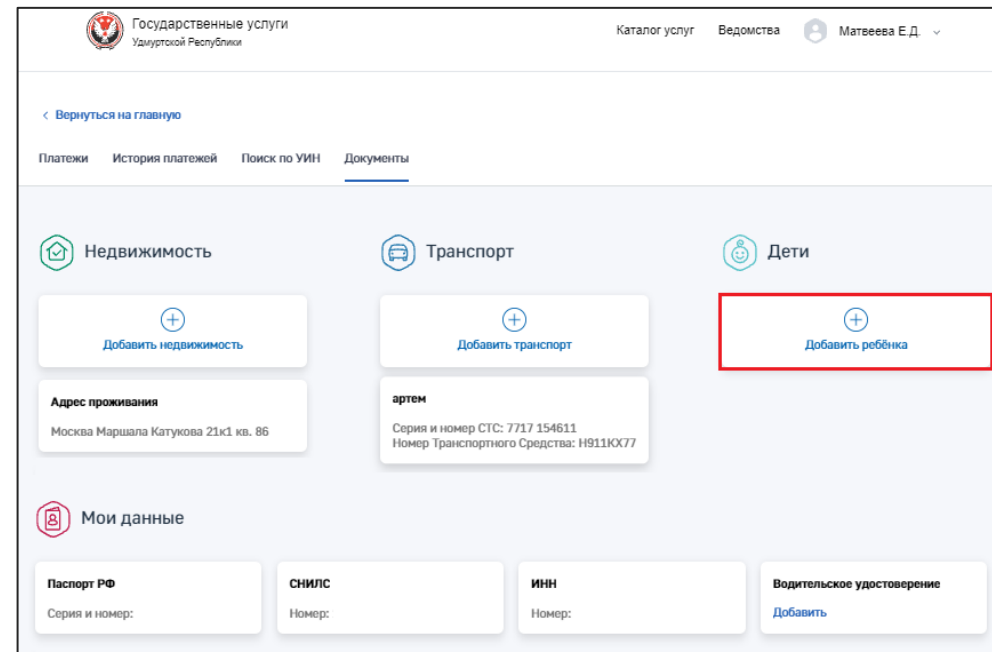 Государственные услуги
Удмуртской Республики
Каталог услуг
Ведомства
Матвеева Е.Д.
Вернуться на главную
Платежи
История платежей
Поиск по УИН
Документы
Недвижимость
Транспорт
Дети
Добавить недвижимость
Добавить транспорт
Добавить ребёнка
Адрес проживания
Москва Маршала Катукова 21к1 кв. 86
артем
Серия и номер СТС: 7717 154611
Номер Транспортного Средства: Н911КХ77
Мои данные
Паспорт РФ
Серия и номер:
СНИЛС
Номер:
ИНН
Номер:
Водительское удостоверение
Добавить